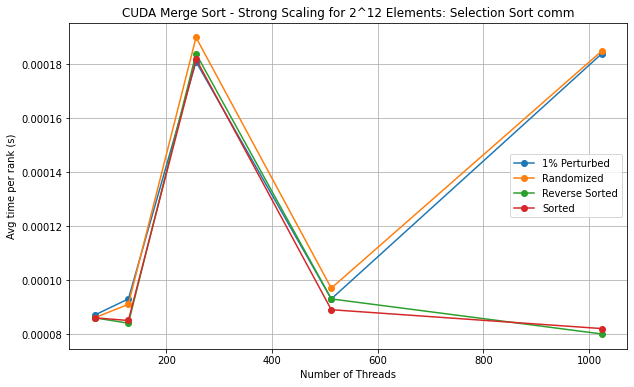 CUDA Merge Sort - Strong Scaling for 2^12 Elements: Selection Sort comm
Avg time per rank (s)
0.00018
0.00016
0.00014
0.00012
0.00010
0.00008
1% Perturbed
Randomized
Reverse Sorted
Sorted
200
400
600
800
1000
Number of Threads